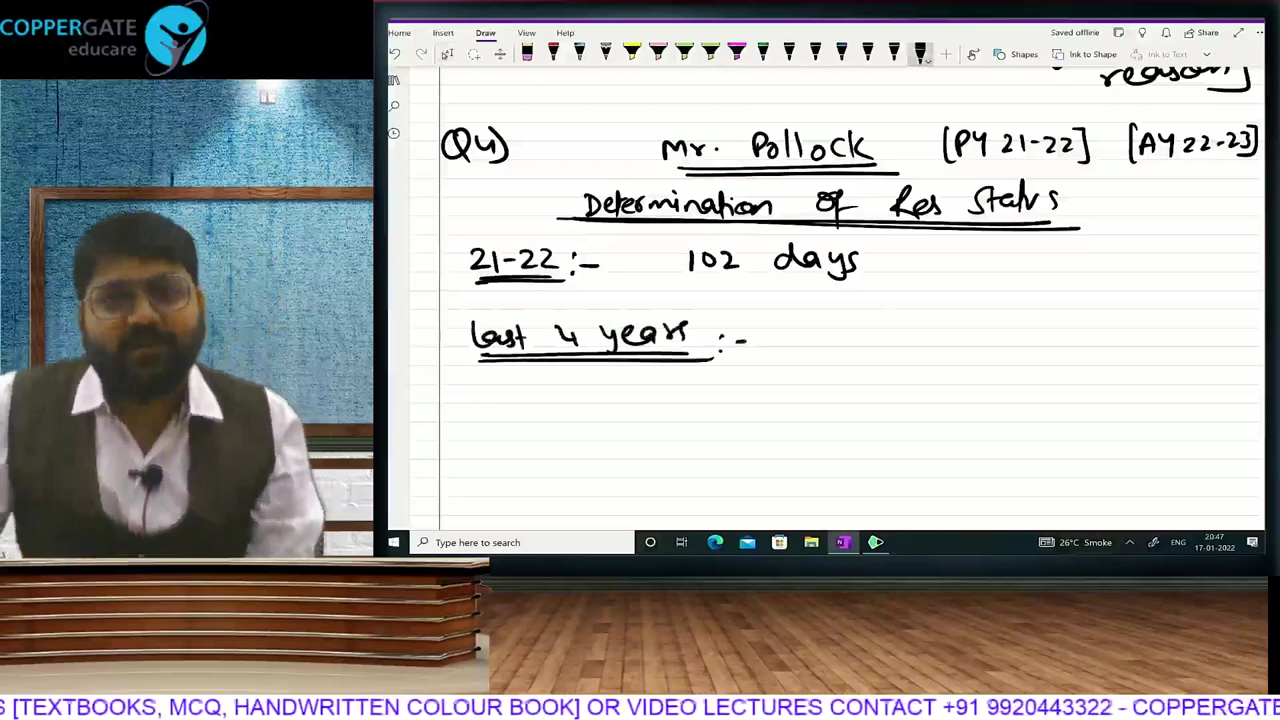 COPPERGATE
educare
Home Insert Draw View Help
Saved offline Share
Shapes Ink to Shape Ink to Text
reason]
Q4) Mr. Pollock [PY 21-22] [AY 22-23]
Determination of Res Status
21-22 :- 102 days
last 4 years :-
Type here to search
26°C Smoke ENG 20:47
17-01-2022
S [TEXTBOOKS, MCQ, HANDWRITTEN COLOUR BOOK] OR VIDEO LECTURES CONTACT +91 9920443322 - COPPERGATE